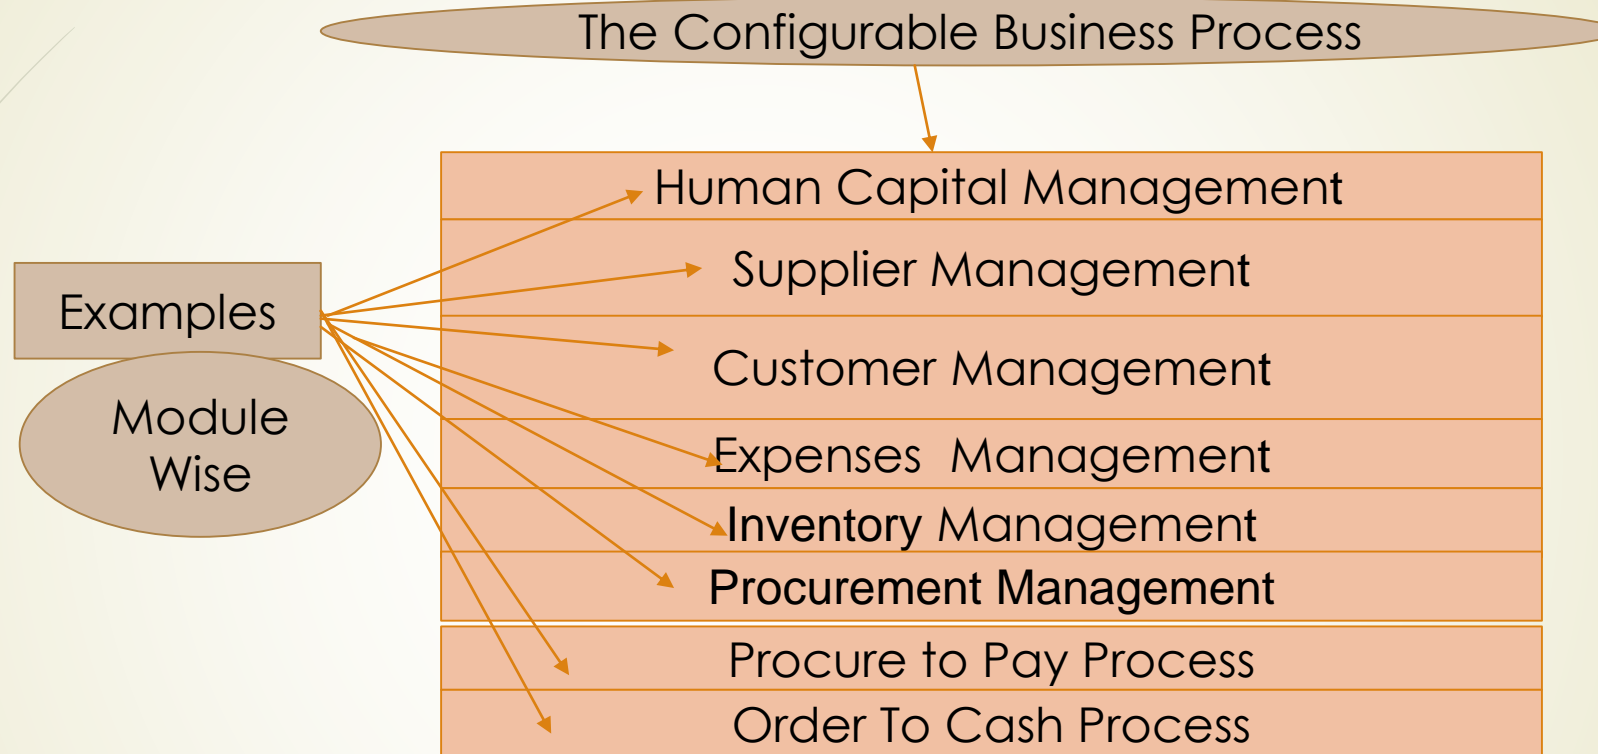 The Configurable Business Process
Human Capital Management
Supplier Management
Examples
Customer Management
Module
Wise
Expenses  Management
Inventory Management
Procurement Management
Procure to Pay Process
Order To Cash Process